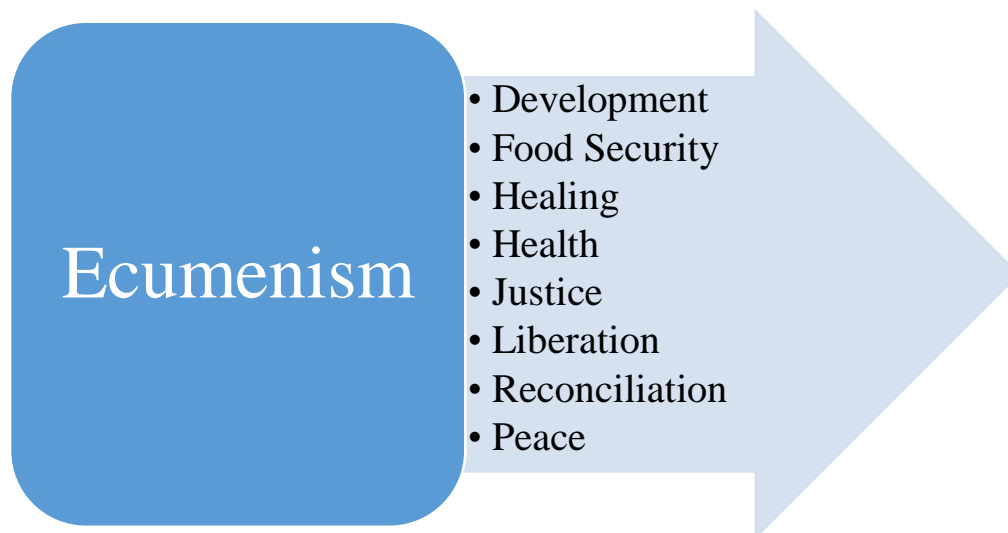 Ecumenism
• Development
• Food Security
• Healing
• Health
• Justice
• Liberation
• Reconciliation
• Peace